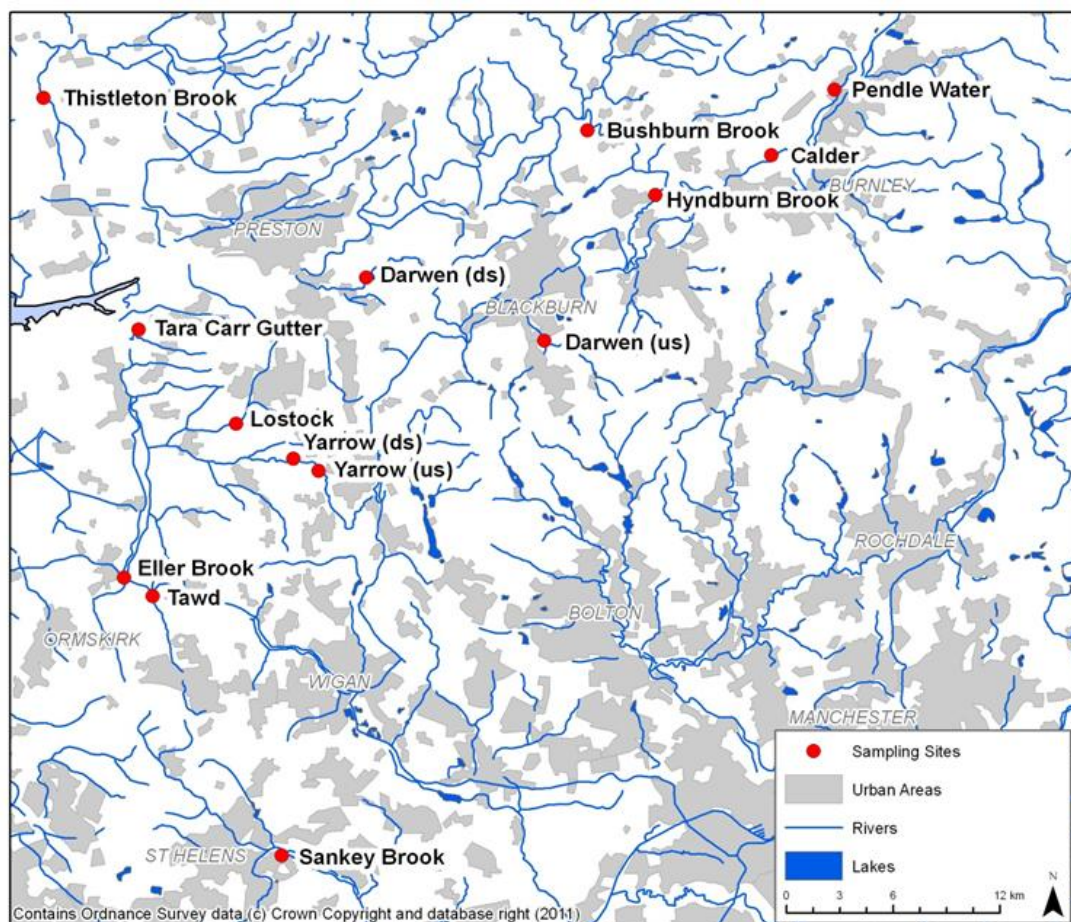 Thistleton Brook
Pendle Water
Bushburn Brook
Calder
BURNLEY
Hyndburn Brook
PRESTON
Darwen (ds)
BLACKBURN
Tara Carr Gutter
Darwen (us)
Lostock
Yarrow (ds)
Yarrow (us)
ROCHDALE
Eller Brook
Tawd
BOLTON
ORMSKIRK
WIGAN
MANCHESTER
Sampling Sites
Urban Areas
Rivers
Lakes
ST HELENS
Sankey Brook
N
0 3 6 12 km
Contains Ordnance Survey data (c) Crown Copyright and database right (2011)